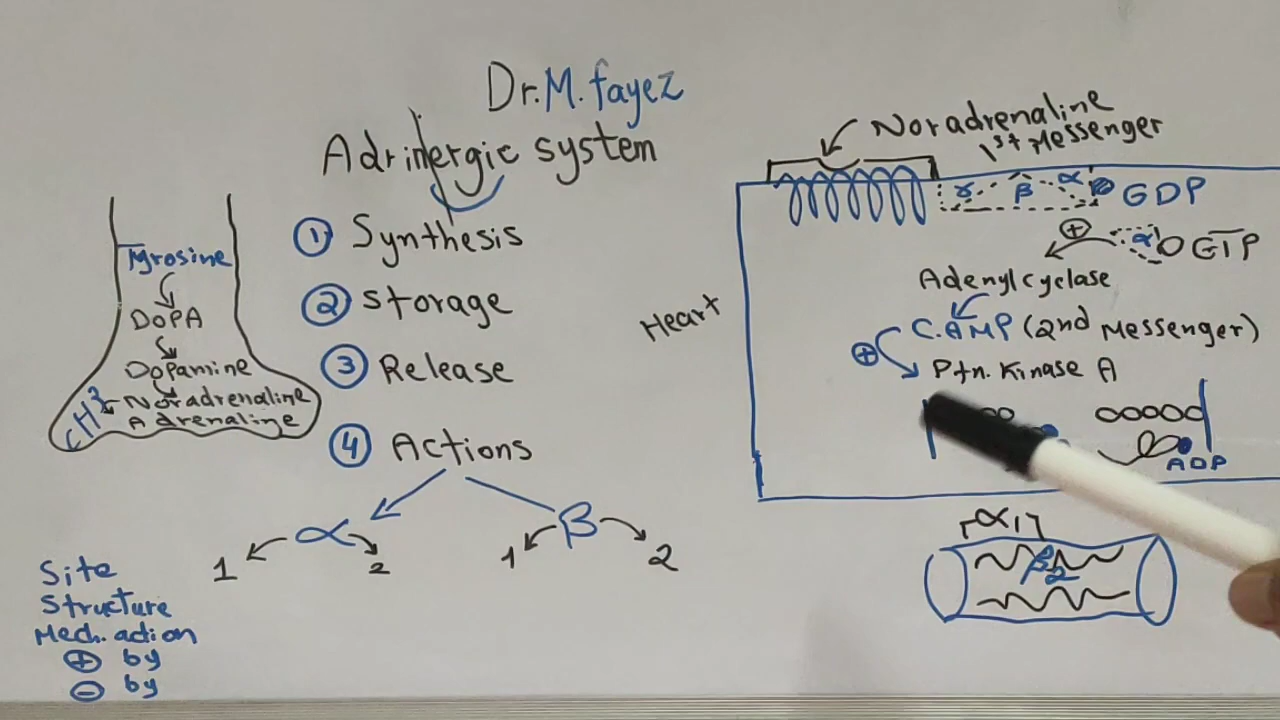 Dr. M. fayez
Adrinergic system
① Synthesis
② Storage
③ Release
④ Actions
α
1
2
β
1
2
Tyrosine
DOPA
Dopamine
Noradrenaline
CH3
Adrenaline
Site
Structure
Mech. action
⊕ by
⊖ by
Heart
Noradrenaline
1st Messenger
γ β α GDP
⊕ α GTP
Adenylcyclase
C.AMP (2nd Messenger)
⊕ Ptn. Kinase A
ADP
α1
β2